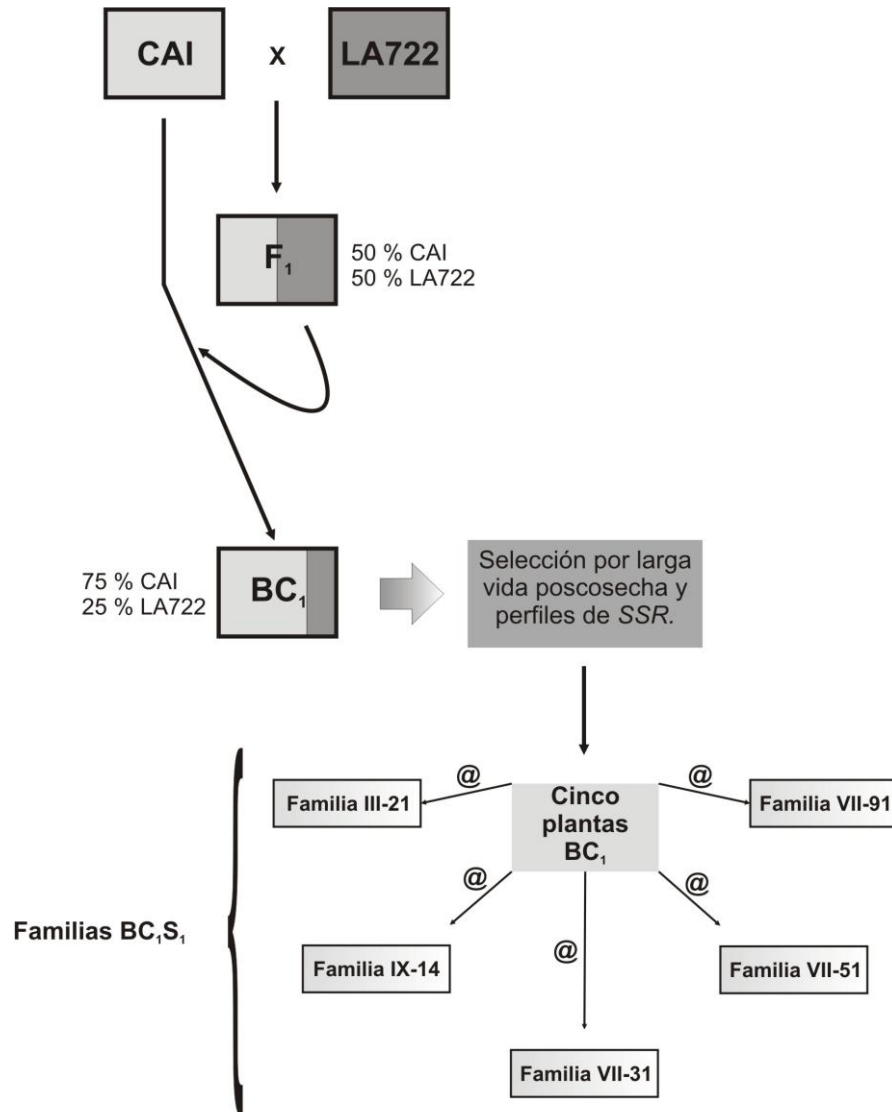 CAI
X
LA722
F₁
50 % CAI
50 % LA722
75 % CAI
25 % LA722
BC₁
Selección por larga
vida poscosecha y
perfiles de SSR.
@
@
Familia III-21
Cinco
plantas
BC₁
Familia VII-91
@
@
Familias BC₁S₁
@
Familia IX-14
Familia VII-51
Familia VII-31